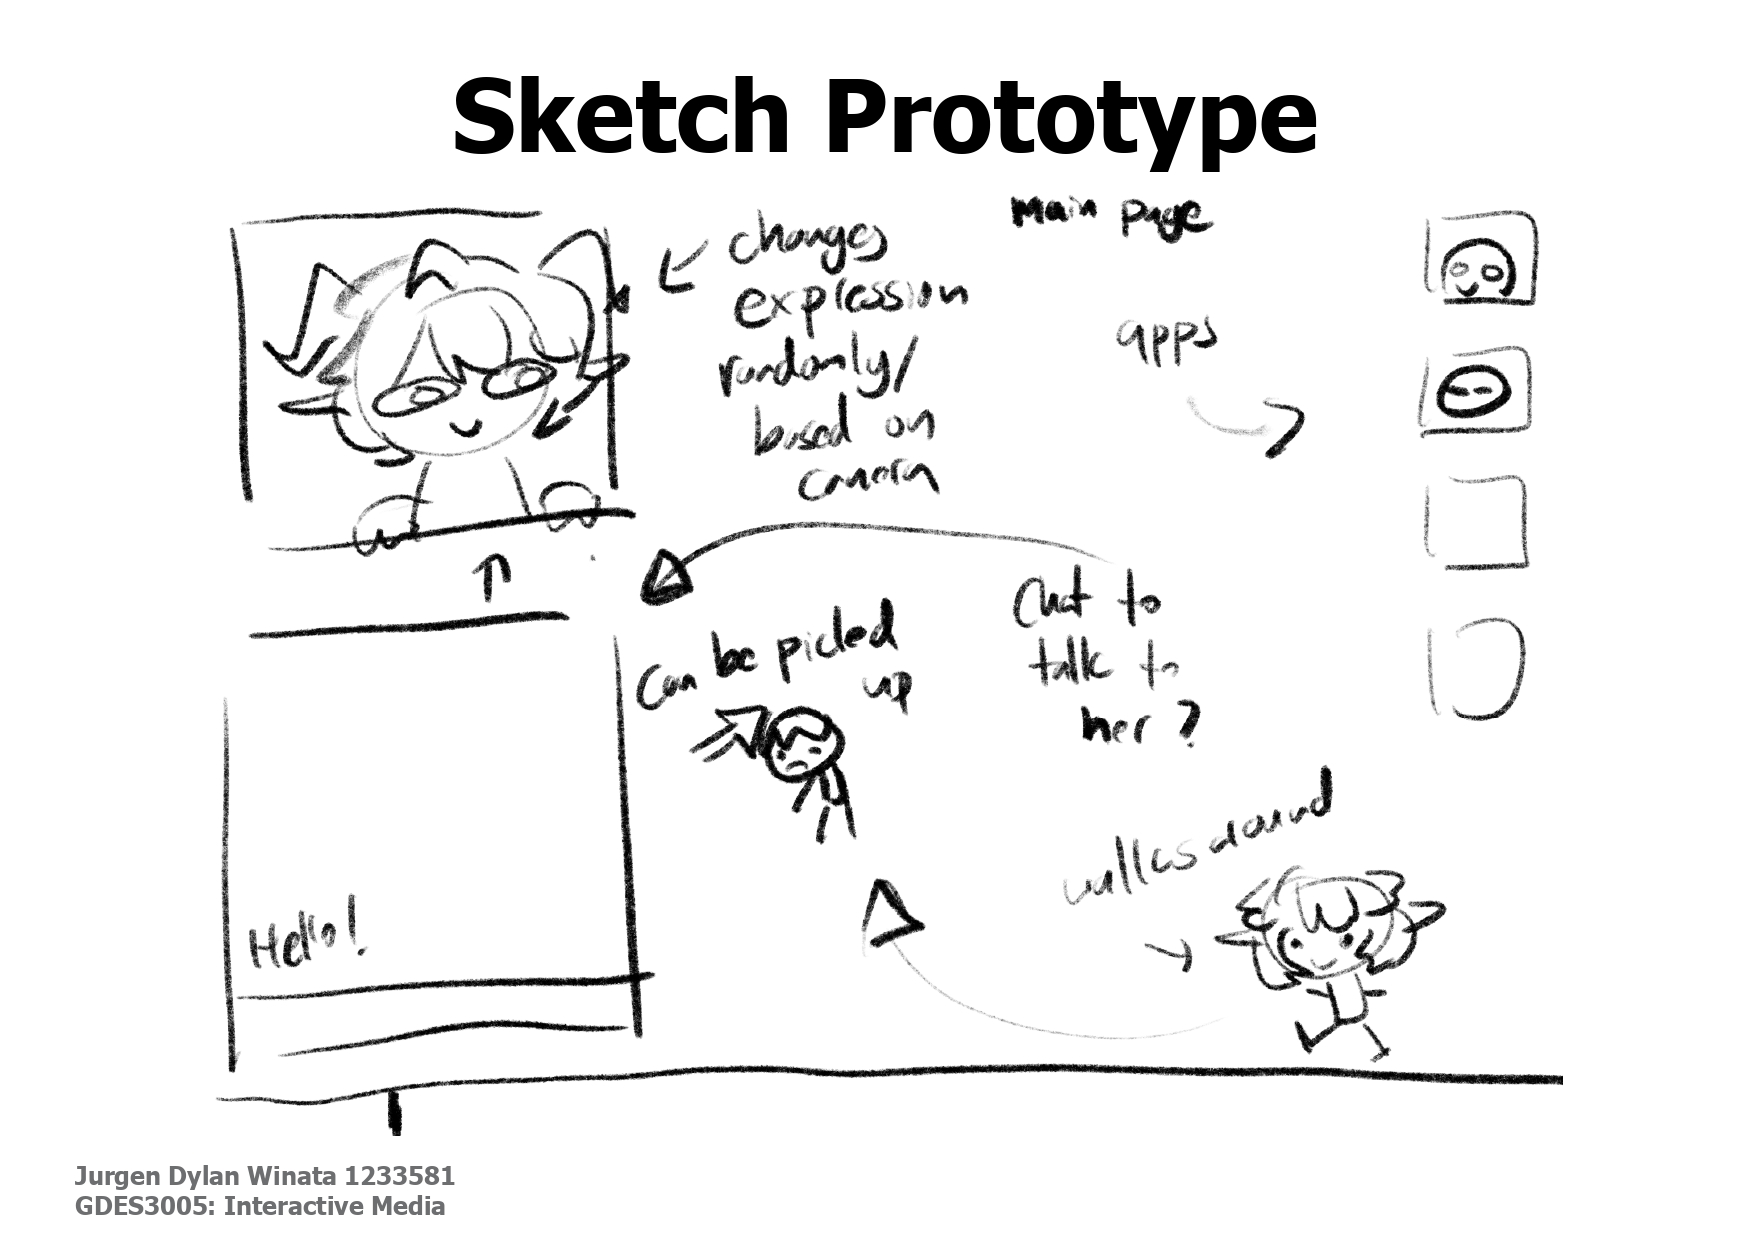 Sketch Prototype
Main page
changes
expression
randomly/
based on
camera
apps
Chat to
talk to
her?
can be picked
up
walks around
Hello!
Jurgen Dylan Winata 1233581
GDES3005: Interactive Media